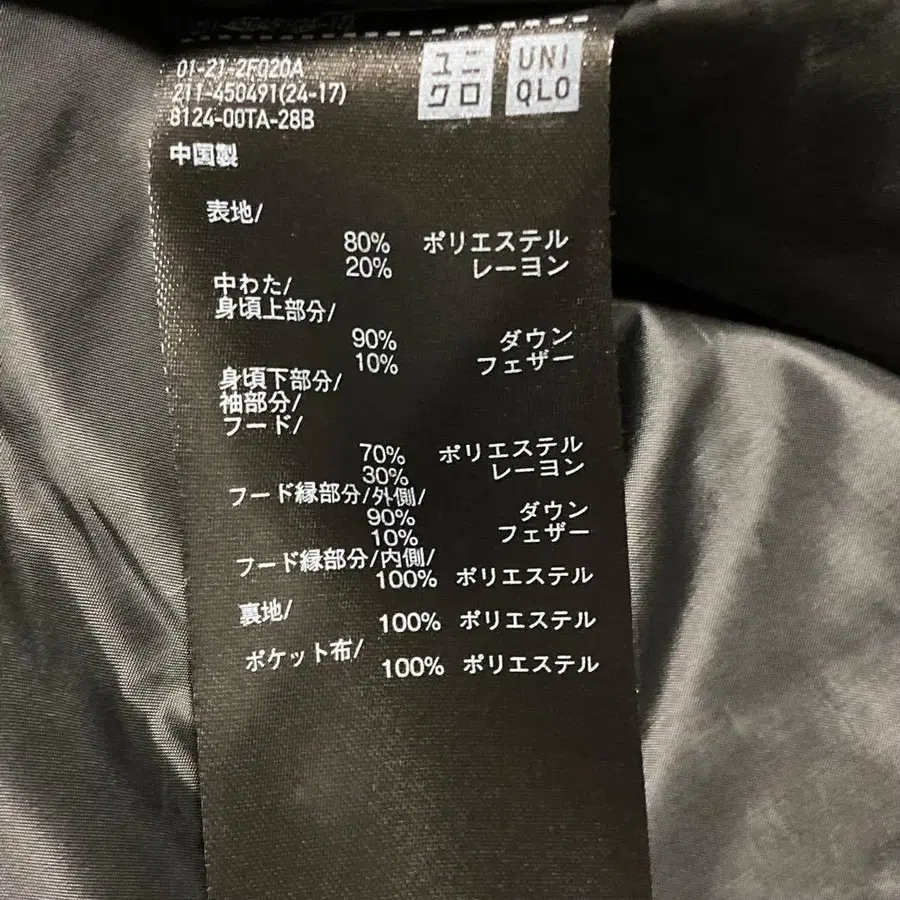 ユニ
クロ
UNI
QLO
01-21-2F020A
211-450491(24-17)
8124-00TA-28B
中国製
表地/
80% ポリエステル
20% レーヨン
中わた/
身頃上部分/
90% ダウン
10% フェザー
身頃下部分/
袖部分/
フード/
70% ポリエステル
30% レーヨン
フード縁部分/外側/
90% ダウン
10% フェザー
フード縁部分/内側/
100% ポリエステル
裏地/
100% ポリエステル
ポケット布/
100% ポリエステル